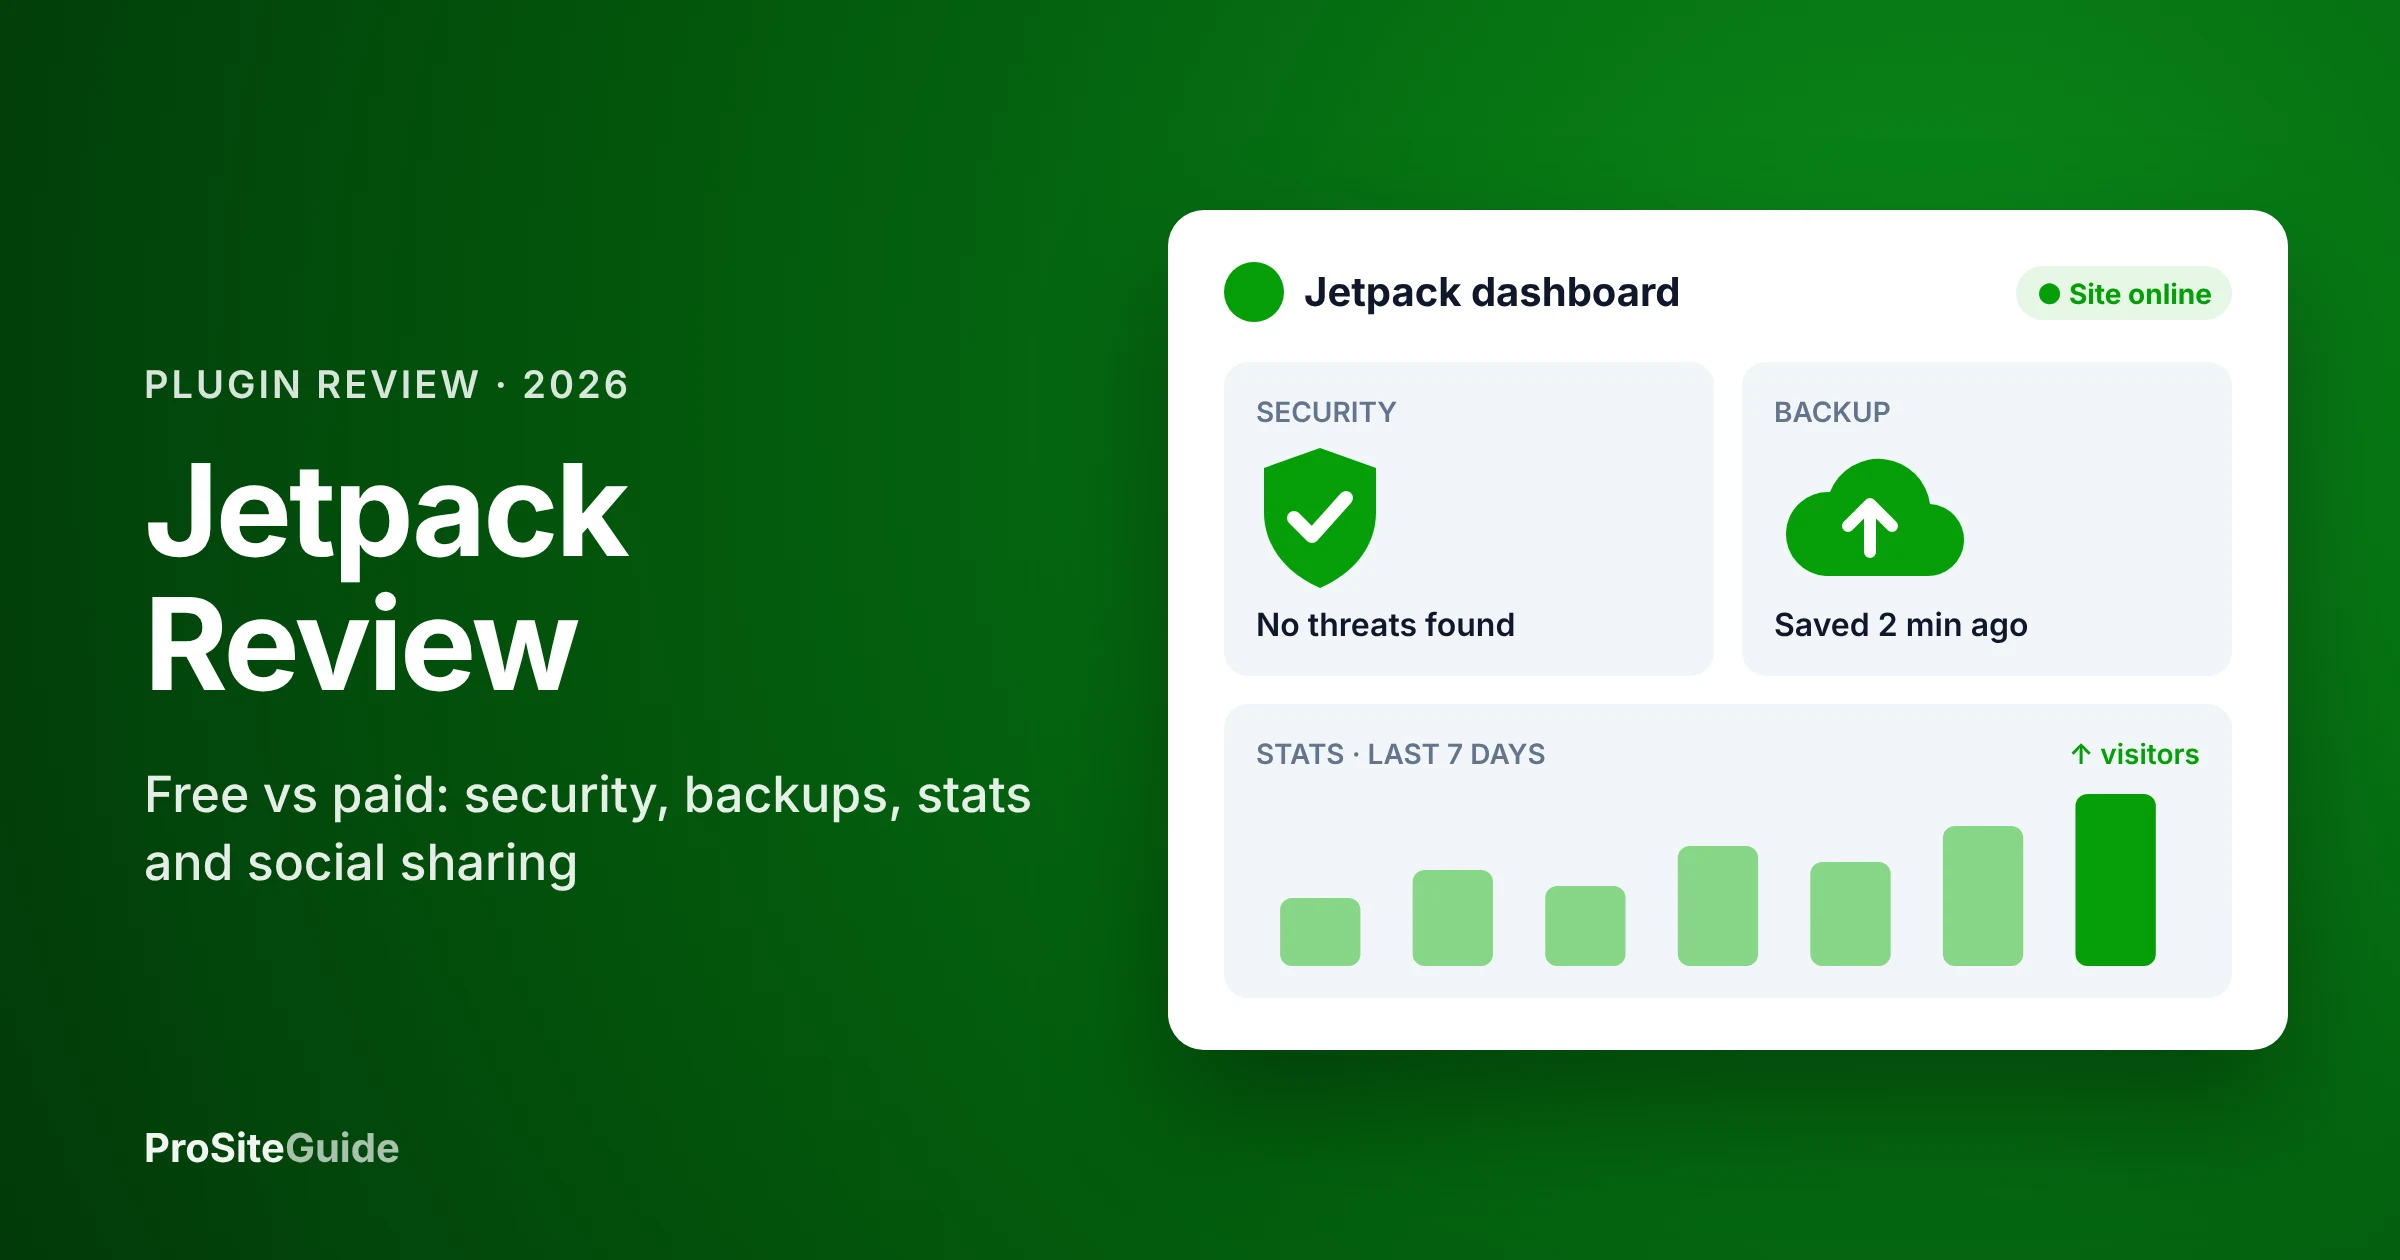 PLUGIN REVIEW · 2026
Jetpack
Review
Free vs paid: security, backups, stats
and social sharing
ProSiteGuide
Jetpack dashboard
Site online
SECURITY
No threats found
BACKUP
Saved 2 min ago
STATS · LAST 7 DAYS
↑ visitors